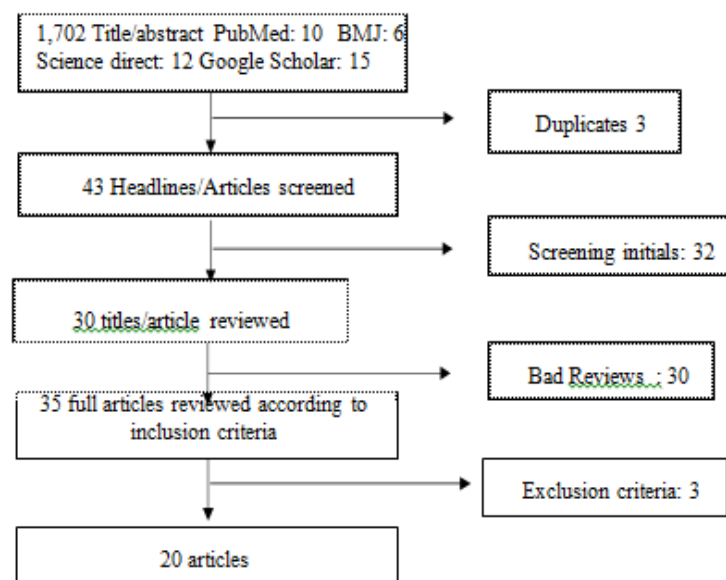 1,702 Title/abstract PubMed: 10 BMJ: 6
Science direct: 12 Google Scholar: 15
Duplicates 3
43 Headlines/Articles screened
Screening initials: 32
30 titles/article reviewed
Bad Reviews : 30
35 full articles reviewed according to
inclusion criteria
Exclusion criteria: 3
20 articles